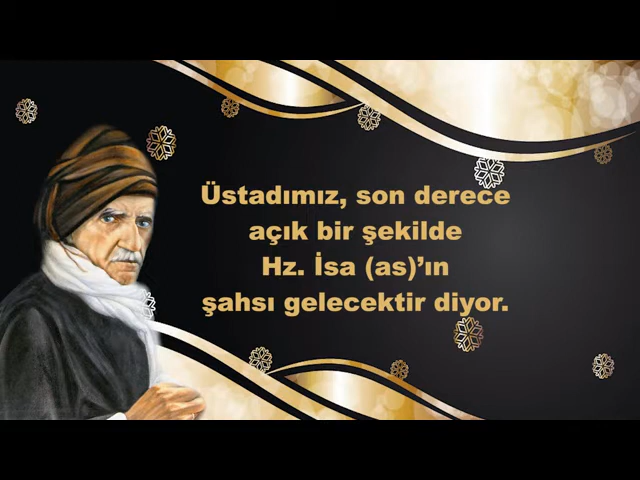 Üstadımız, son derece
açık bir şekilde
Hz. İsa (as)’ın
şahsı gelecektir diyor.